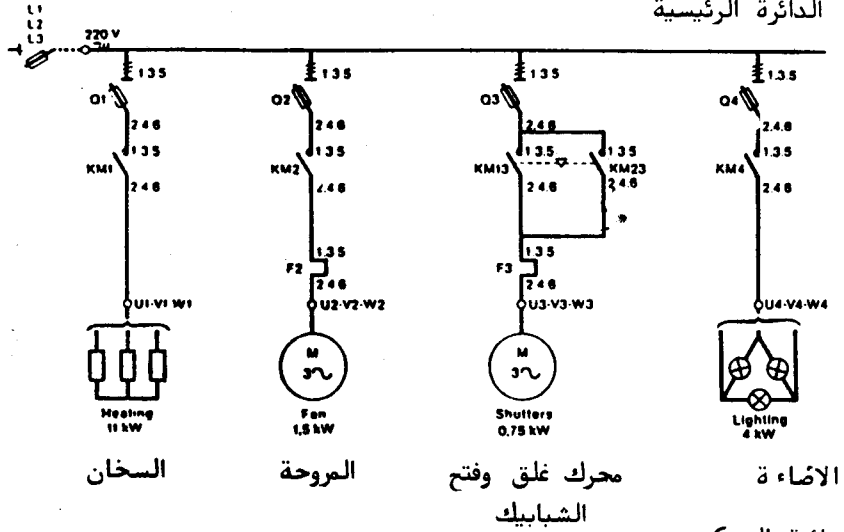 الدائرة الرئيسية
L1
L2
L3
220 V
1 3 5
1 3 5
1 3 5
1.3.5
Q1
Q2
Q3
Q4
2 4 6
2 4 6
2.4.6
2.4.6
1 3 5
1 3 5
1 3.5
1 3 5
1.3 5
KM1
KM2
KM13
KM23
KM4
2 4 6
2.4 6
2 4 6
2.4 6
2 4 6
*
1.3 5
1.3 5
F2
F3
2 4 6
2 4 6
U1-V1-W1
U2-V2-W2
U3-V3-W3
U4-V4-W4
M
3~
M
3~
Heating
11 kW
Fan
1,5 kW
Shutters
0,75 kW
Lighting
4 kW
السخان
المروحة
محرك غلق وفتح
الشبابيك
الاضاءة